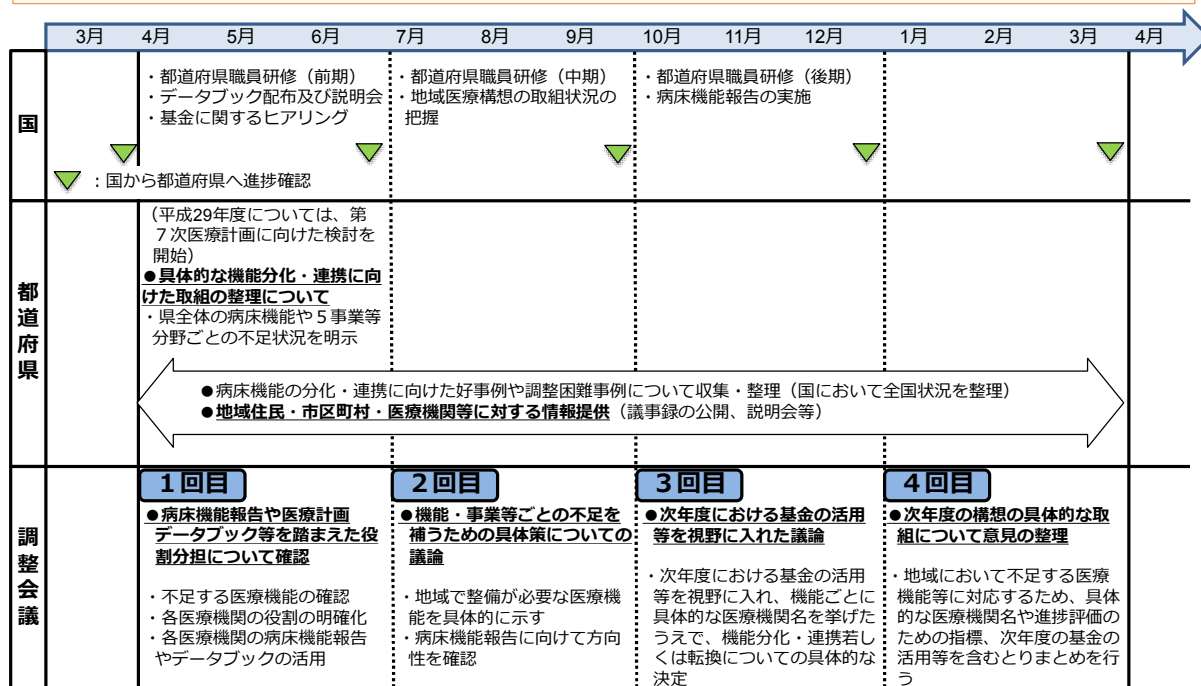 3月 4月 5月 6月 7月 8月 9月 10月 11月 12月 1月 2月 3月 4月
国
・都道府県職員研修（前期）
・データブック配布及び説明会
・基金に関するヒアリング
・都道府県職員研修（中期）
・地域医療構想の取組状況の
把握
・都道府県職員研修（後期）
・病床機能報告の実施
：国から都道府県へ進捗確認
都道府県
（平成29年度については、第
７次医療計画に向けた検討を
開始）
●具体的な機能分化・連携に向
けた取組の整理について
・県全体の病床機能や５事業等
分野ごとの不足状況を明示
●病床機能の分化・連携に向けた好事例や調整困難事例について収集・整理（国において全国状況を整理）
●地域住民・市区町村・医療機関等に対する情報提供（議事録の公開、説明会等）
調整会議
１回目
●病床機能報告や医療計画
データブック等を踏まえた役
割分担について確認
・不足する医療機能の確認
・各医療機関の役割の明確化
・各医療機関の病床機能報告
やデータブックの活用
２回目
●機能・事業等ごとの不足を
補うための具体策についての
議論
・地域で整備が必要な医療機
能を具体的に示す
・病床機能報告に向けて方向
性を確認
３回目
●次年度における基金の活用
等を視野に入れた議論
・次年度における基金の活用
等を視野に入れ、機能ごとに
具体的な医療機関名を挙げた
うえで、機能分化・連携若し
くは転換についての具体的な
決定
４回目
●次年度の構想の具体的な取
組について意見の整理
・地域において不足する医療
機能等に対応するため、具体
的な医療機関名や進捗評価の
ための指標、次年度の基金の
活用等を含むとりまとめを行
う